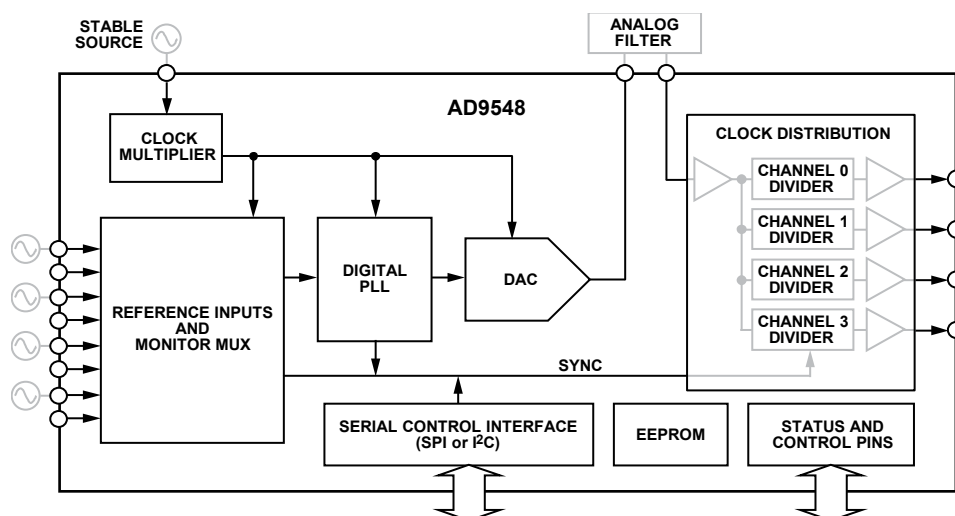 STABLE
SOURCE
ANALOG
FILTER
AD9548
CLOCK
MULTIPLIER
CLOCK DISTRIBUTION
CHANNEL 0
DIVIDER
CHANNEL 1
DIVIDER
CHANNEL 2
DIVIDER
CHANNEL 3
DIVIDER
DIGITAL
PLL
DAC
REFERENCE INPUTS
AND
MONITOR MUX
SYNC
SERIAL CONTROL INTERFACE
(SPI or I²C)
EEPROM
STATUS AND
CONTROL PINS